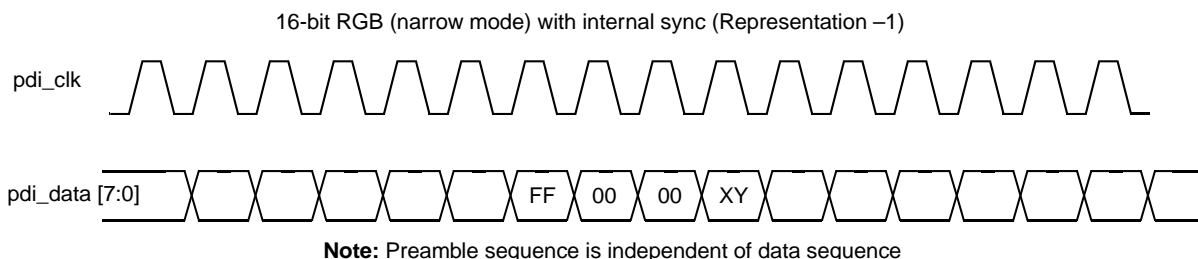 16-bit RGB (narrow mode) with internal sync (Representation –1)
pdi_clk
pdi_data [7:0]
FF 00 00 XY
Note: Preamble sequence is independent of data sequence